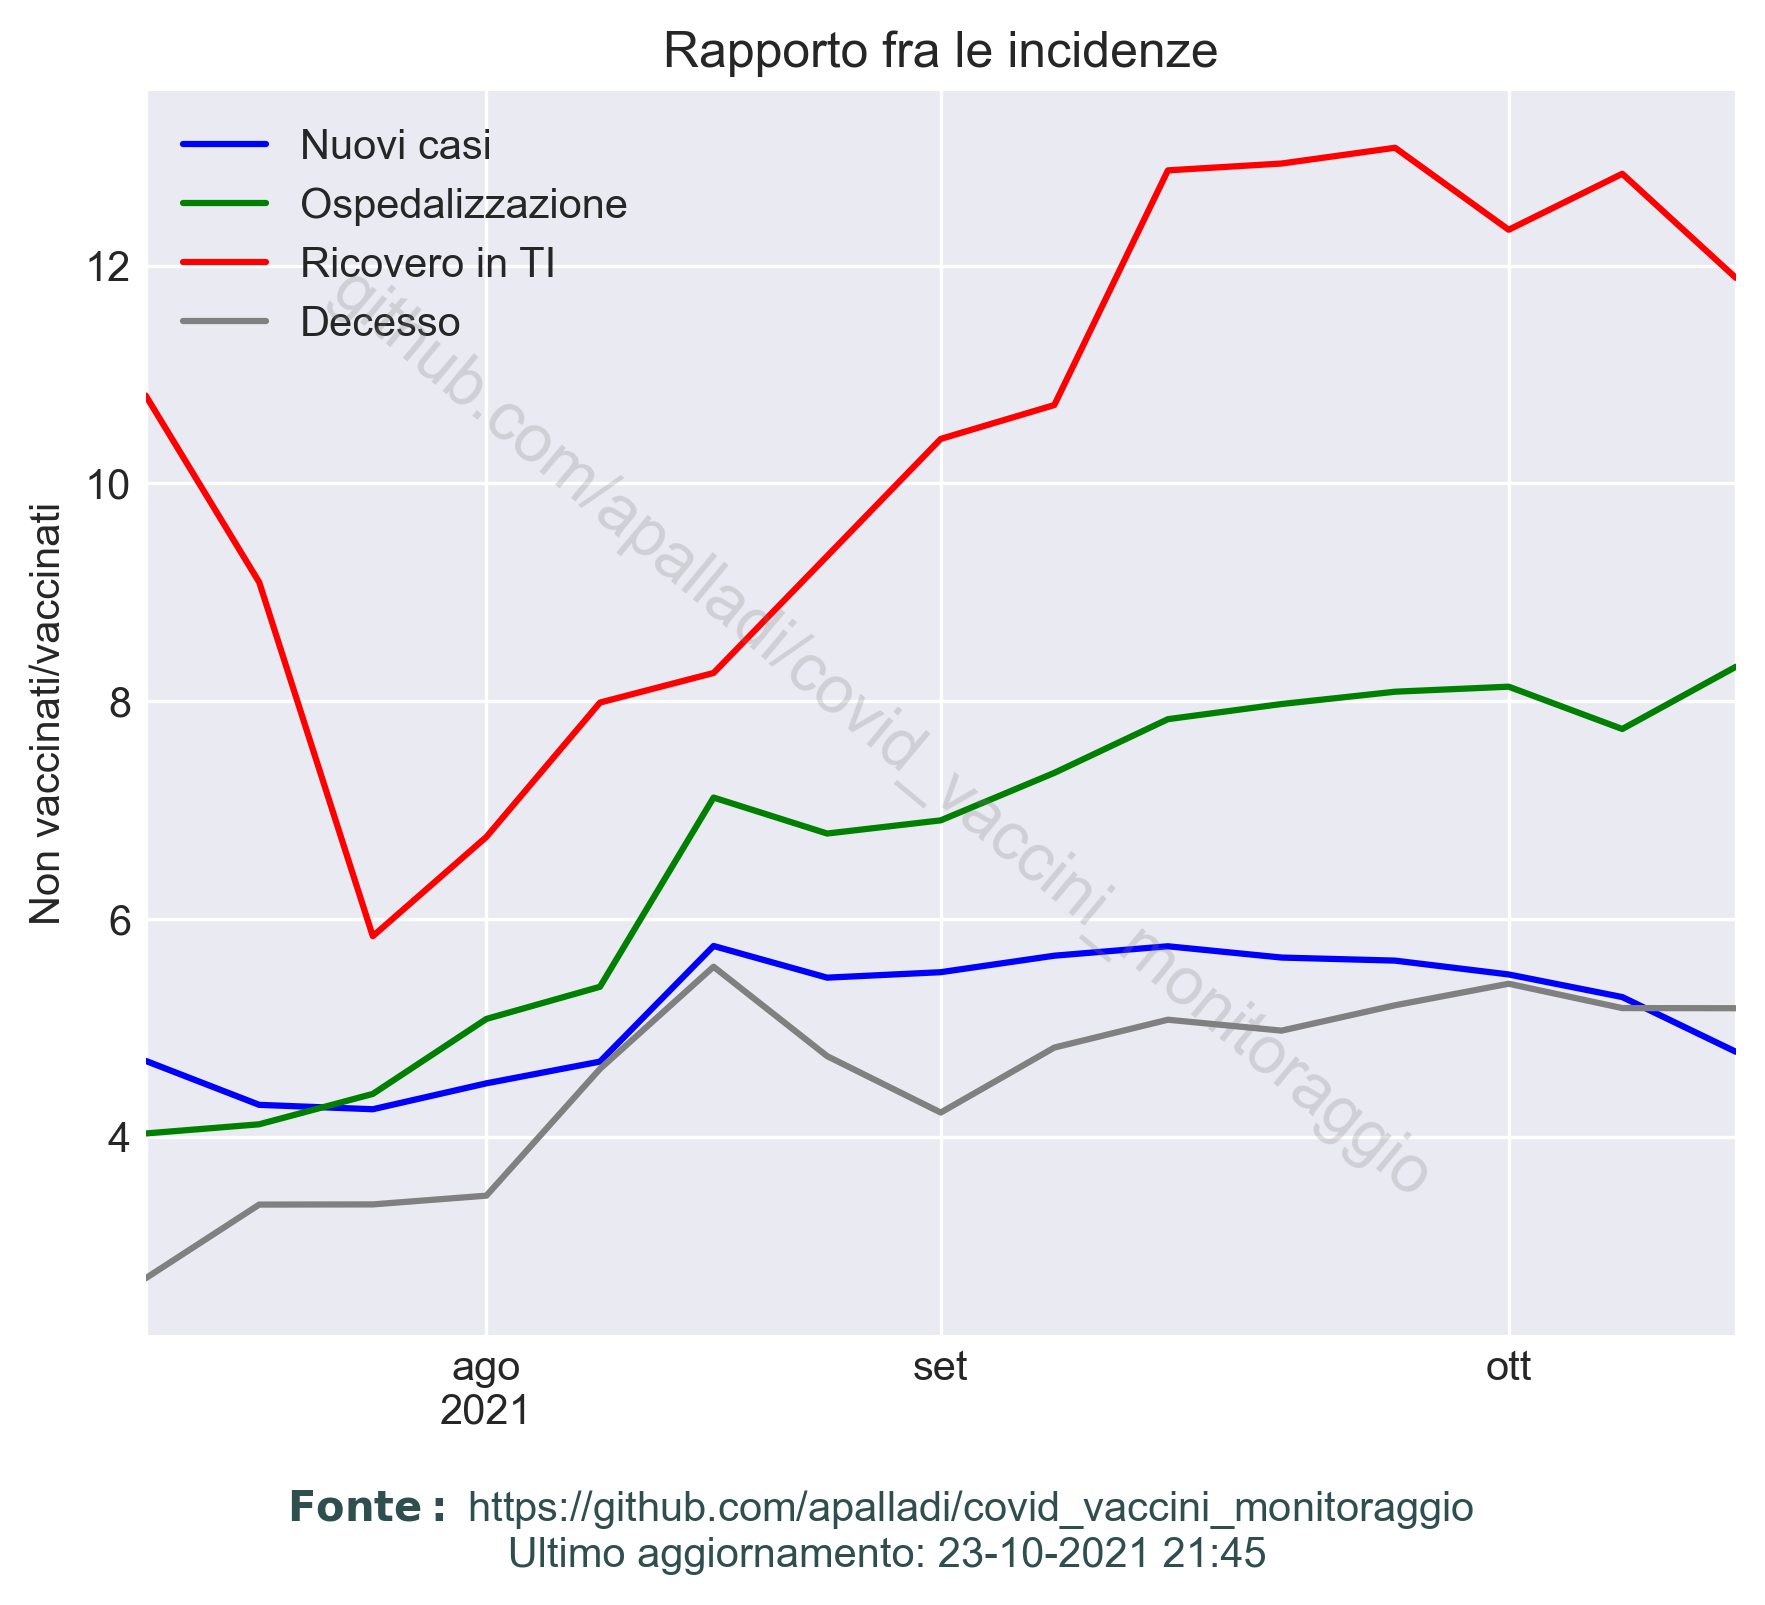 Rapporto fra le incidenze
Nuovi casi
Ospedalizzazione
Ricovero in TI
Decesso
12
10
8
6
4
Non vaccinati/vaccinati
github.com/apalladi/covid_vaccini_monitoraggio
ago
2021
set
ott
Fonte: https://github.com/apalladi/covid_vaccini_monitoraggio
Ultimo aggiornamento: 23-10-2021 21:45